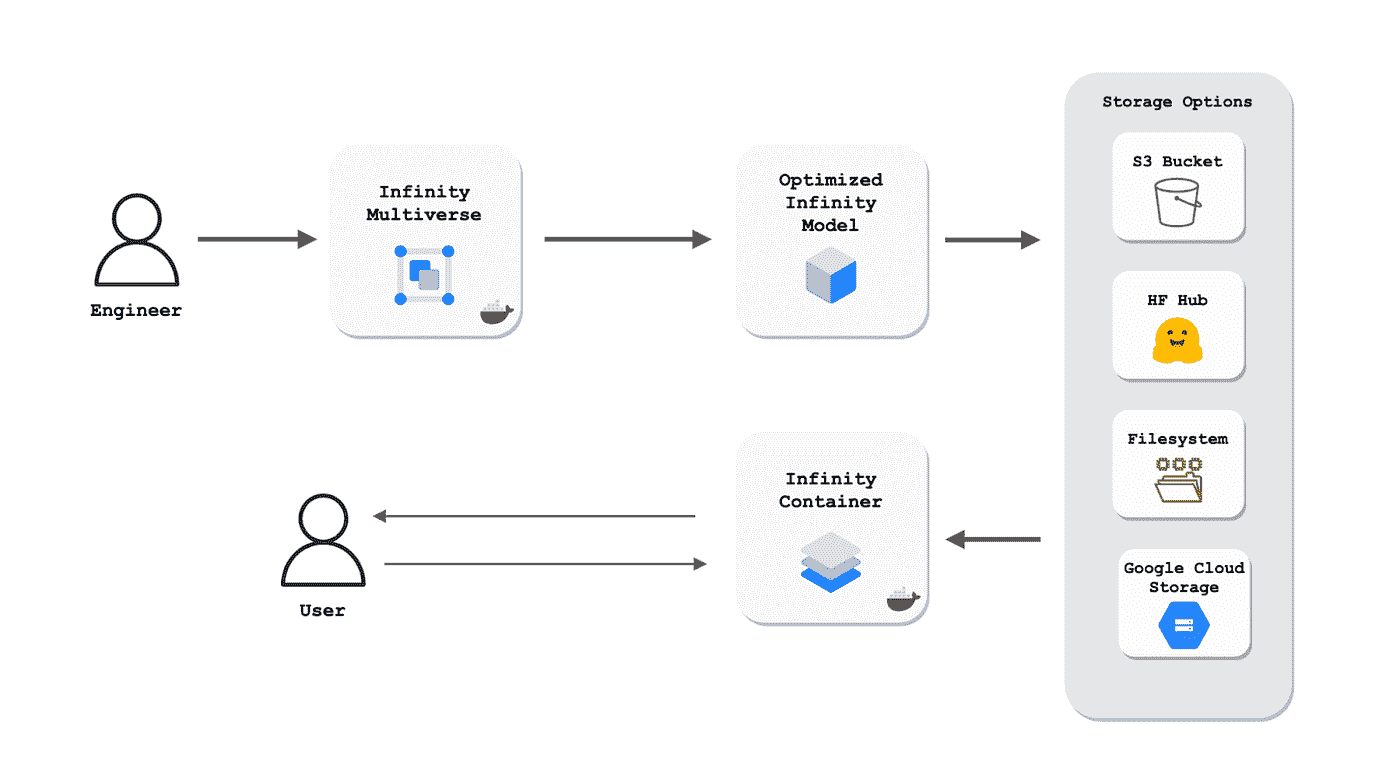 Storage Options
S3 Bucket
Infinity
Multiverse
Optimized
Infinity
Model
Engineer
HF Hub
Filesystem
Infinity
Container
Google Cloud
Storage
User